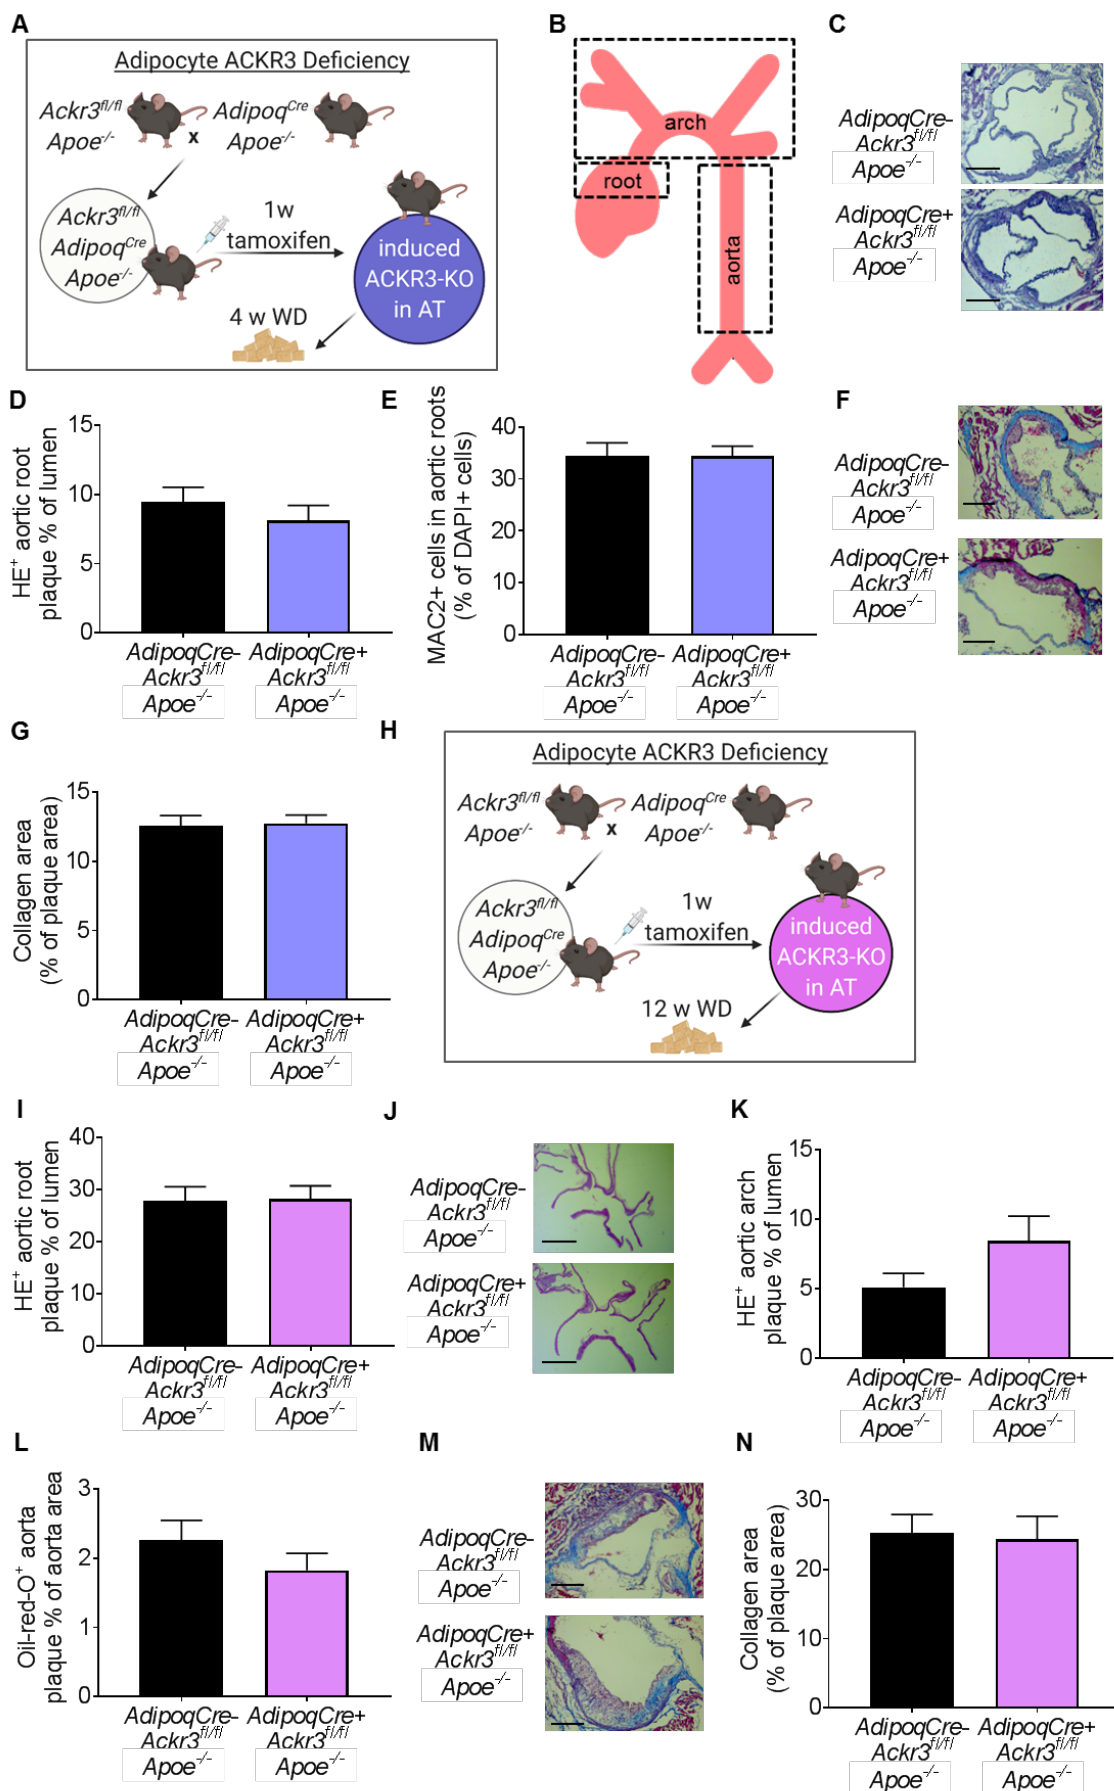 A
Adipocyte ACKR3 Deficiency
Ackr3fl/fl
Apoe-/-
x
AdipoqCre
Apoe-/-
Ackr3fl/fl
AdipoqCre
Apoe-/-
1w
tamoxifen
induced
ACKR3-KO
in AT
4 w WD
B
arch
root
aorta
C
AdipoqCre-
Ackr3fl/fl
Apoe-/-
AdipoqCre+
Ackr3fl/fl
Apoe-/-
D
HE+ aortic root
plaque % of lumen
15
10
5
0
AdipoqCre-
Ackr3fl/fl
Apoe-/-
AdipoqCre+
Ackr3fl/fl
Apoe-/-
E
MAC2+ cells in aortic roots
(% of DAPI+ cells)
40
30
20
10
0
AdipoqCre-
Ackr3fl/fl
Apoe-/-
AdipoqCre+
Ackr3fl/fl
Apoe-/-
F
AdipoqCre-
Ackr3fl/fl
Apoe-/-
AdipoqCre+
Ackr3fl/fl
Apoe-/-
G
Collagen area
(% of plaque area)
15
10
5
0
AdipoqCre-
Ackr3fl/fl
Apoe-/-
AdipoqCre+
Ackr3fl/fl
Apoe-/-
H
Adipocyte ACKR3 Deficiency
Ackr3fl/fl
Apoe-/-
x
AdipoqCre
Apoe-/-
Ackr3fl/fl
AdipoqCre
Apoe-/-
1w
tamoxifen
induced
ACKR3-KO
in AT
12 w WD
I
HE+ aortic root
plaque % of lumen
40
30
20
10
0
AdipoqCre-
Ackr3fl/fl
Apoe-/-
AdipoqCre+
Ackr3fl/fl
Apoe-/-
J
AdipoqCre-
Ackr3fl/fl
Apoe-/-
AdipoqCre+
Ackr3fl/fl
Apoe-/-
K
HE+ aortic arch
plaque % of lumen
15
10
5
0
AdipoqCre-
Ackr3fl/fl
Apoe-/-
AdipoqCre+
Ackr3fl/fl
Apoe-/-
L
Oil-red-O+ aorta
plaque % of aorta area
3
2
1
0
AdipoqCre-
Ackr3fl/fl
Apoe-/-
AdipoqCre+
Ackr3fl/fl
Apoe-/-
M
AdipoqCre-
Ackr3fl/fl
Apoe-/-
AdipoqCre+
Ackr3fl/fl
Apoe-/-
N
Collagen area
(% of plaque area)
30
20
10
0
AdipoqCre-
Ackr3fl/fl
Apoe-/-
AdipoqCre+
Ackr3fl/fl
Apoe-/-